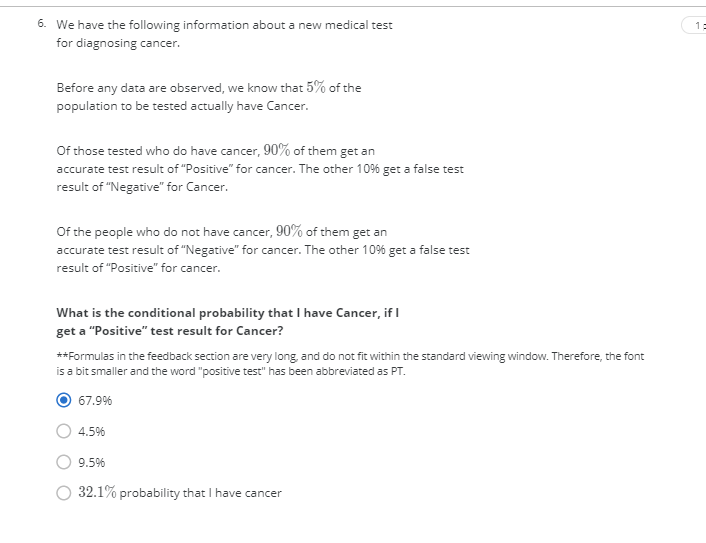 6. We have the following information about a new medical test
for diagnosing cancer.
Before any data are observed, we know that 5% of the
population to be tested actually have Cancer.
Of those tested who do have cancer, 90% of them get an
accurate test result of "Positive" for cancer. The other 10% get a false test
result of "Negative" for Cancer.
Of the people who do not have cancer, 90% of them get an
accurate test result of "Negative" for cancer. The other 10% get a false test
result of "Positive" for cancer.
What is the conditional probability that I have Cancer, if I
get a "Positive" test result for Cancer?
**Formulas in the feedback section are very long, and do not fit within the standard viewing window. Therefore, the font
is a bit smaller and the word "positive test" has been abbreviated as PT.
67.9%
4.5%
9.5%
32.1% probability that I have cancer